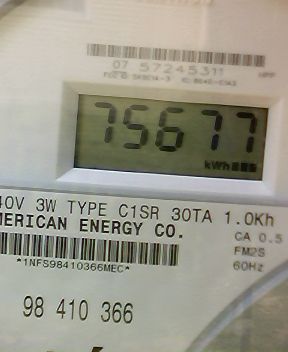 07 57245311
75677
kWh
40V 3W TYPE C1SR 30TA 1.0Kh
MERICAN ENERGY CO.
CA 0.5
FM2S
60Hz
*1NFS98410366MEC*
98 410 366